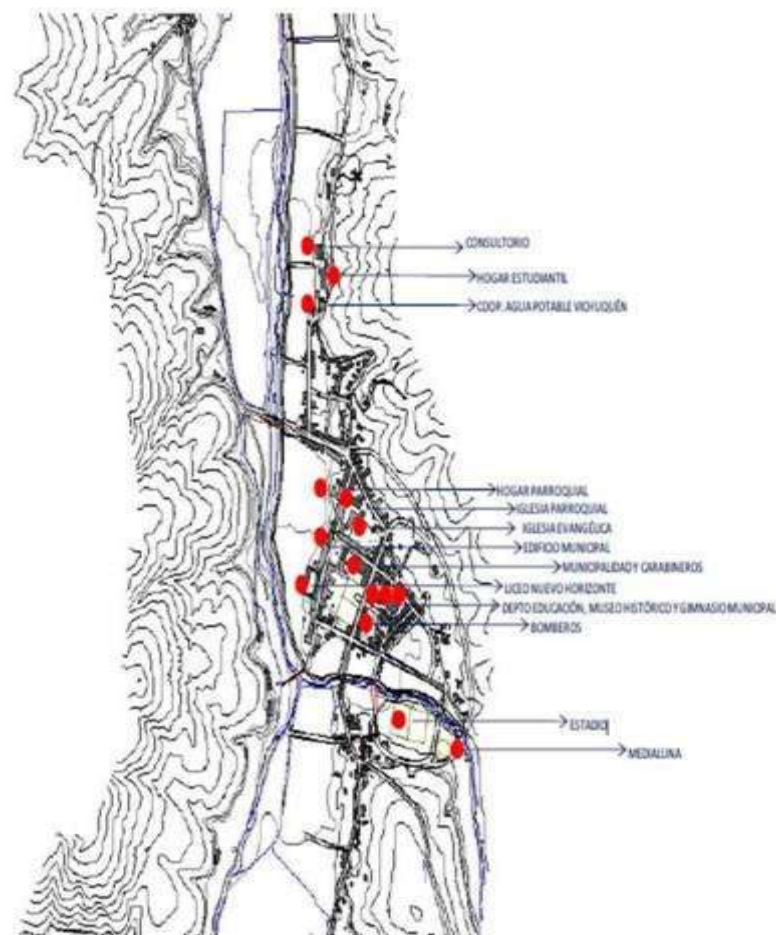 CONSULTORIO
HOGAR ESTUDIANTIL
COOP. AGUA POTABLE VICHUQUÉN
HOGAR PARROQUIAL
IGLESIA PARROQUIAL
IGLESIA EVANGÉLICA
EDIFICIO MUNICIPAL
MUNICIPALIDAD Y CARABINEROS
LICEO NUEVO HORIZONTE
DEPTO EDUCACIÓN, MUSEO HISTÓRICO Y GIMNASIO MUNICIPAL
BOMBEROS
ESTADIO
MEDIALUNA